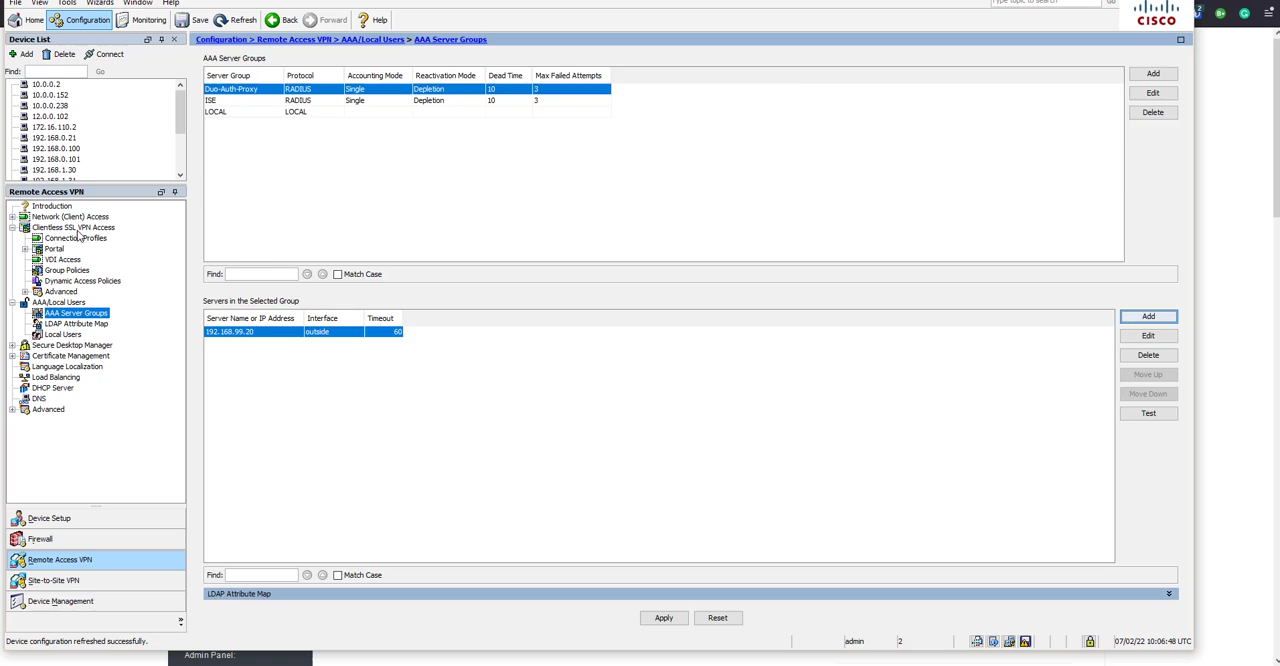 File View Tools Wizards Window Help
Home Configuration Monitoring Save Refresh Back Forward Help
Type topic to search Go
CISCO
Device List
Add Delete Connect
Find: Go
10.0.0.2
10.0.0.152
10.0.0.238
12.0.0.102
172.16.110.2
192.168.0.21
192.168.0.100
192.168.0.101
192.168.1.30
192.168.1.31
Remote Access VPN
Introduction
Network (Client) Access
Clientless SSL VPN Access
Connection Profiles
Portal
VDI Access
Group Policies
Dynamic Access Policies
Advanced
AAA/Local Users
AAA Server Groups
LDAP Attribute Map
Local Users
Secure Desktop Manager
Certificate Management
Language Localization
Load Balancing
DHCP Server
DNS
Advanced
Device Setup
Firewall
Remote Access VPN
Site-to-Site VPN
Device Management
Configuration > Remote Access VPN > AAA/Local Users > AAA Server Groups
AAA Server Groups
Server Group Protocol Accounting Mode Reactivation Mode Dead Time Max Failed Attempts
Duo-Auth-Proxy RADIUS Single Depletion 10 3
ISE RADIUS Single Depletion 10 3
LOCAL LOCAL
Add
Edit
Delete
Find: Match Case
Servers in the Selected Group
Server Name or IP Address Interface Timeout
192.168.99.20 outside 60
Add
Edit
Delete
Move Up
Move Down
Test
Find: Match Case
LDAP Attribute Map
Apply Reset
Device configuration refreshed successfully. admin 2 07/02/22 10:06:48 UTC
Admin Panel: